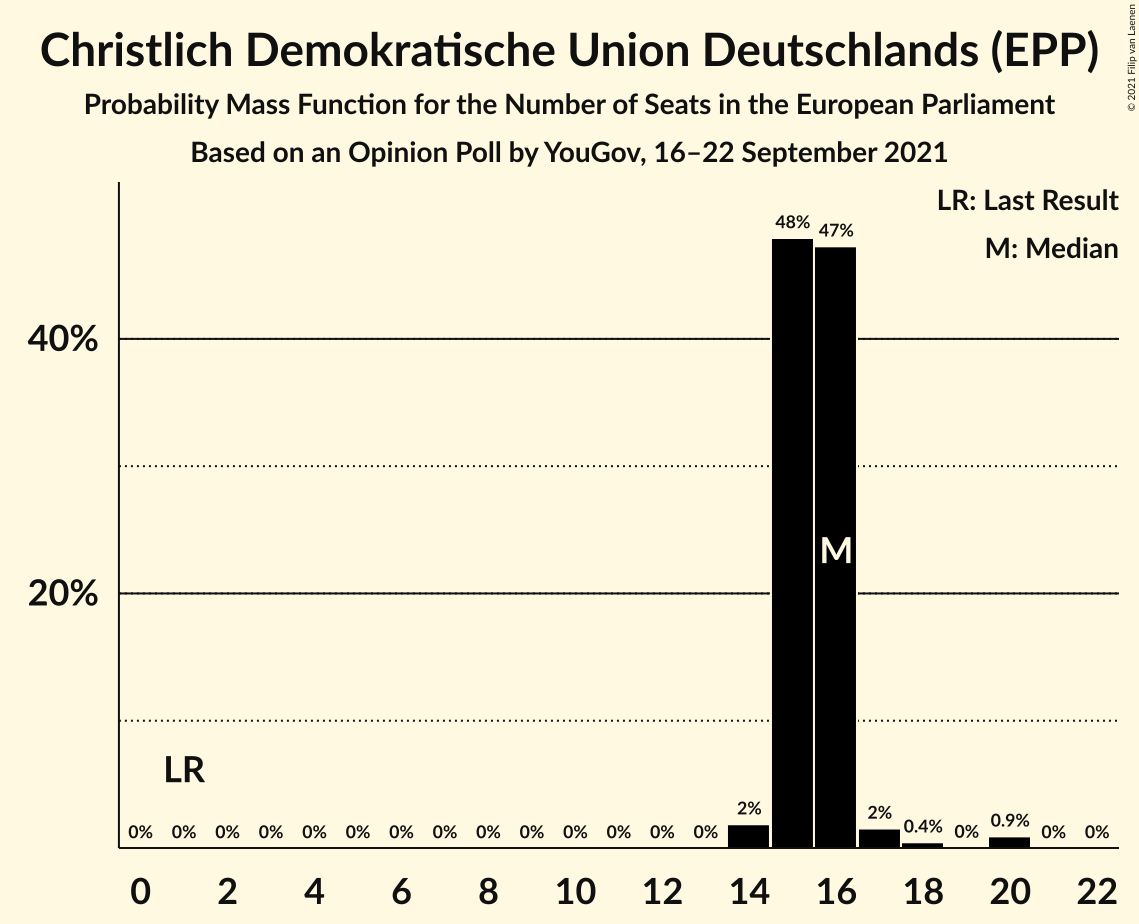 Christlich Demokratische Union Deutschlands (EPP)
Probability Mass Function for the Number of Seats in the European Parliament
Based on an Opinion Poll by YouGov, 16–22 September 2021
© 2021 Filip van Laenen
LR: Last Result
M: Median
48% 47%
40%
M
20%
LR
0% 0% 0% 0% 0% 0% 0% 0% 0% 0% 0% 0% 0% 0% 2% 2% 0.4% 0% 0.9% 0% 0%
0 2 4 6 8 10 12 14 16 18 20 22